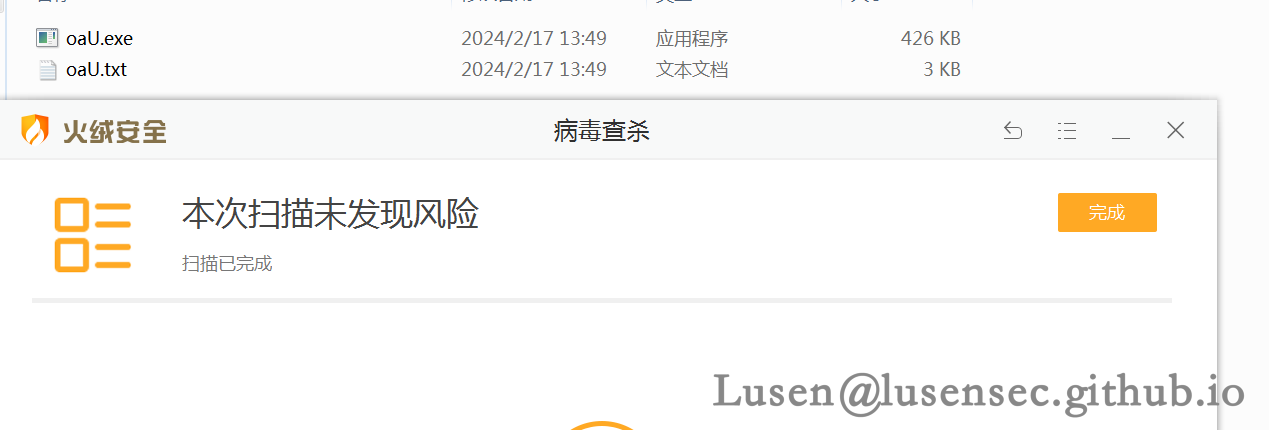 oaU.exe 2024/2/17 13:49 应用程序 426 KB
oaU.txt 2024/2/17 13:49 文本文档 3 KB
火绒安全 病毒查杀
本次扫描未发现风险 完成
扫描已完成
Lusen@lusensec.github.io